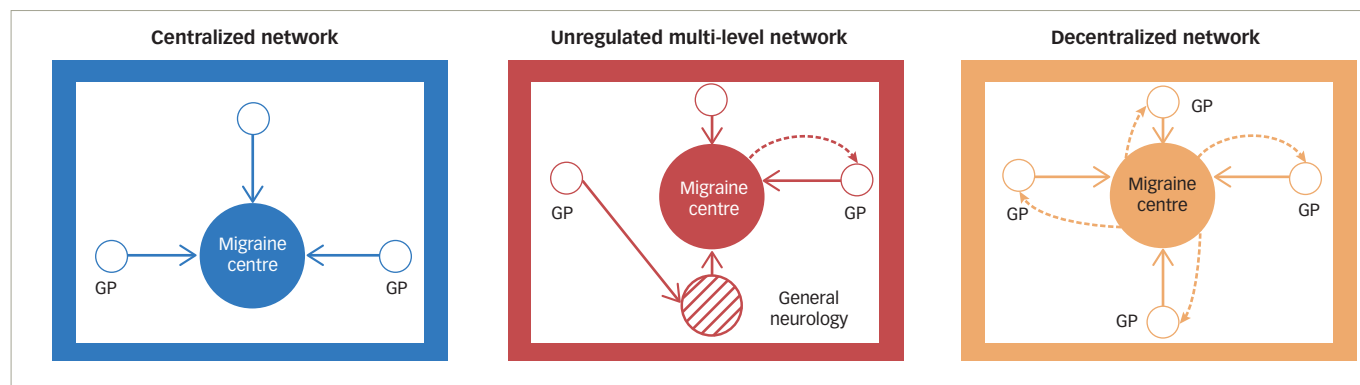 Centralized network
Migraine
centre
GP
GP
Unregulated multi-level network
Migraine
centre
GP
GP
General
neurology
Decentralized network
GP
Migraine
centre
GP
GP
GP